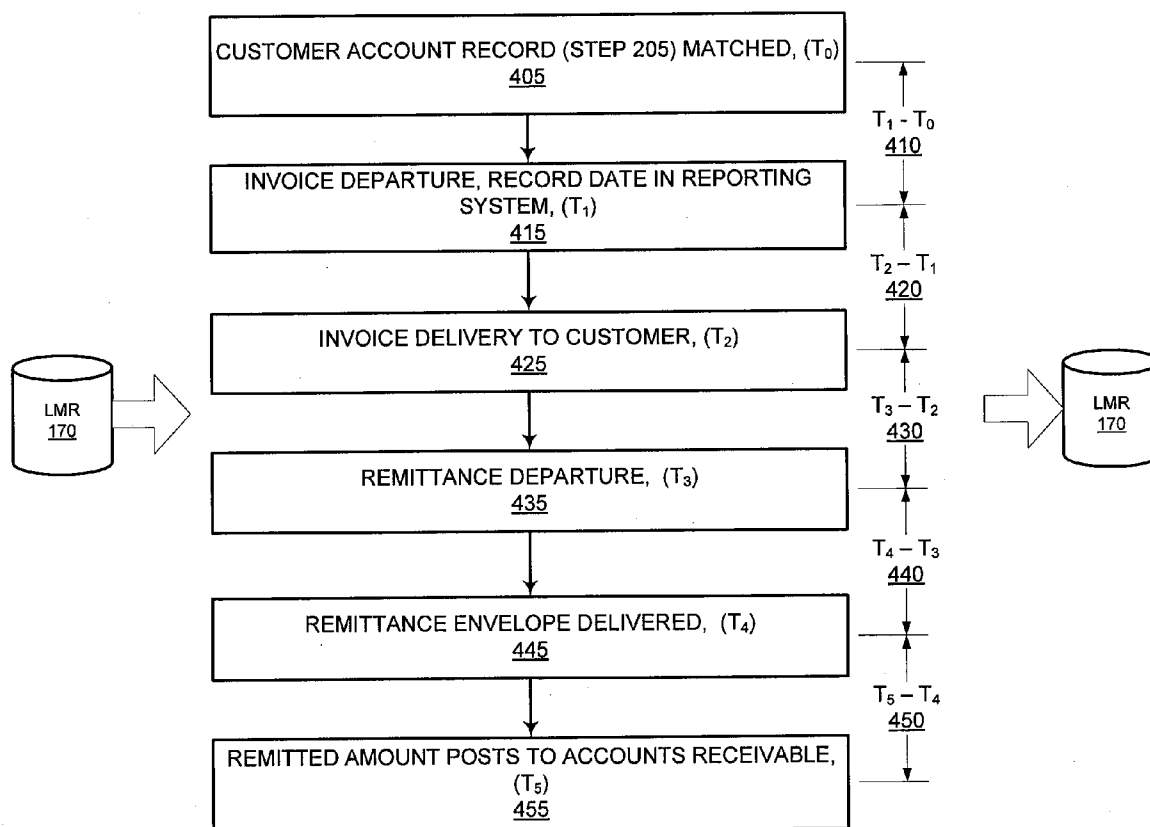 CUSTOMER ACCOUNT RECORD (STEP 205) MATCHED, (T0)
405
T1 - T0
410
INVOICE DEPARTURE, RECORD DATE IN REPORTING
SYSTEM, (T1)
415
T2 – T1
420
INVOICE DELIVERY TO CUSTOMER, (T2)
425
LMR
170
T3 – T2
430
LMR
170
REMITTANCE DEPARTURE, (T3)
435
T4 – T3
440
REMITTANCE ENVELOPE DELIVERED, (T4)
445
T5 – T4
450
REMITTED AMOUNT POSTS TO ACCOUNTS RECEIVABLE,
(T5)
455